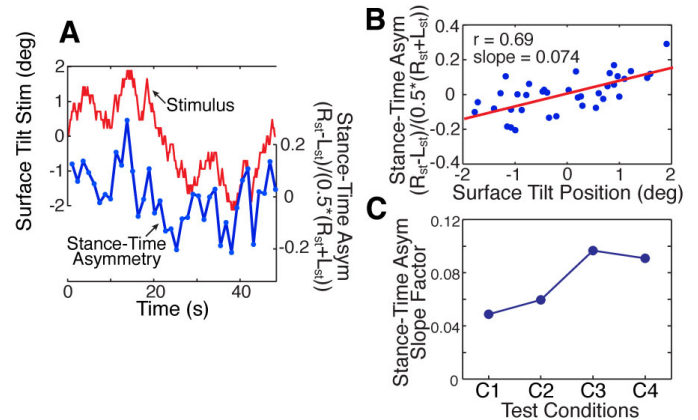 A
Surface Tilt Stim (deg)
2
1
0
-1
-2
Stimulus
Stance-Time
Asymmetry
0.2
0
-0.2
Stance-Time Asym
(Rst-Lst)/(0.5*(Rst+Lst))
0
20
40
Time (s)
B
Stance-Time Asym
(Rst-Lst)/(0.5*(Rst+Lst))
0.4
0.2
0
-0.2
-0.4
r = 0.69
slope = 0.074
-2
-1
0
1
2
Surface Tilt Position (deg)
C
Stance-Time Asym
Slope Factor
0.12
0.08
0.04
0
C1
C2
C3
C4
Test Conditions